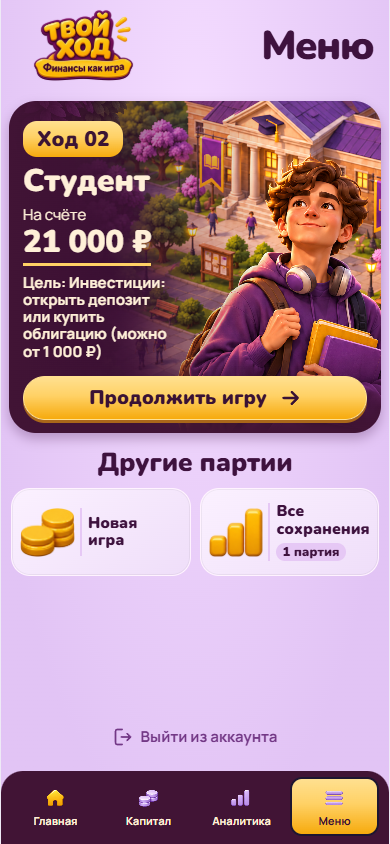 ТВОЙ
ХОД
Финансы как игра
Меню
Ход 02
Студент
На счёте
21 000 ₽
Цель: Инвестиции:
открыть депозит
или купить
облигацию (можно
от 1 000 ₽)
Продолжить игру →
Другие партии
Новая
игра
Все
сохранения
1 партия
Выйти из аккаунта
Главная
Капитал
Аналитика
Меню